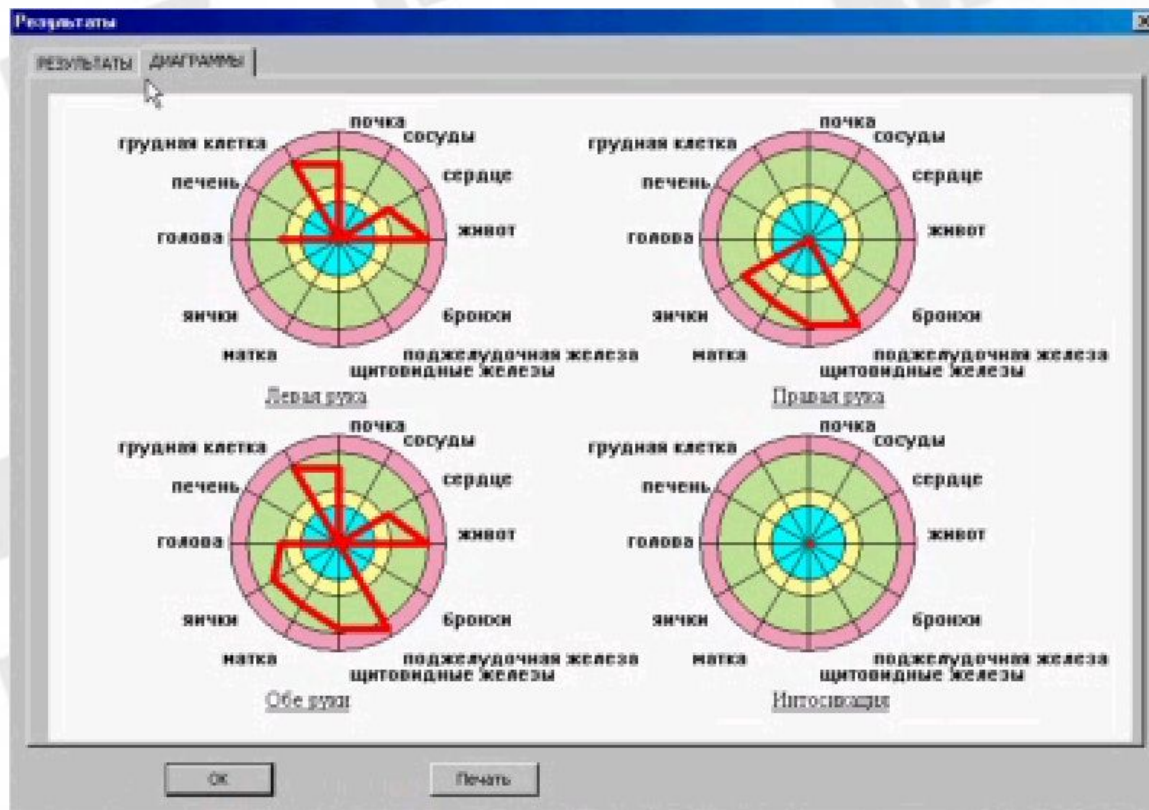 Результаты
РЕЗУЛЬТАТЫ
ДИАГРАММЫ
почка
сосуды
грудная клетка
печень
сердце
голова
живот
яички
бронхи
матка
поджелудочная железа
щитовидные железы
Левая рука
почка
сосуды
грудная клетка
печень
сердце
голова
живот
яички
бронхи
матка
поджелудочная железа
щитовидные железы
Правая рука
почка
сосуды
грудная клетка
печень
сердце
голова
живот
яички
бронхи
матка
поджелудочная железа
щитовидные железы
Обе руки
почка
сосуды
грудная клетка
печень
сердце
голова
живот
яички
бронхи
матка
поджелудочная железа
щитовидные железы
Интосикация
ОК
Печать